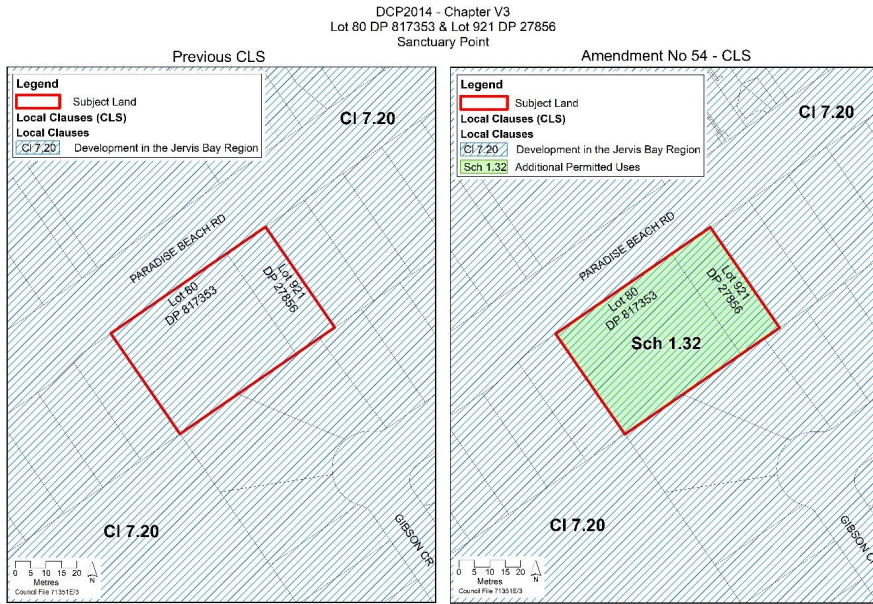 DCP2014 - Chapter V3
Lot 80 DP 817353 & Lot 921 DP 27856
Sanctuary Point
Previous CLS
Legend
Subject Land
Local Clauses (CLS)
Local Clauses
Cl 7.20 Development in the Jervis Bay Region
Cl 7.20
PARADISE BEACH RD
Lot 80
DP 817353
Lot 921
DP 27856
Cl 7.20
GIBSON CR
0 5 10 15 20
Metres
N
Council File 71351E/3
Amendment No 54 - CLS
Legend
Subject Land
Local Clauses (CLS)
Local Clauses
Cl 7.20 Development in the Jervis Bay Region
Sch 1.32 Additional Permitted Uses
Cl 7.20
PARADISE BEACH RD
Lot 80
DP 817353
Lot 921
DP 27856
Sch 1.32
Cl 7.20
GIBSON C
0 5 10 15 20
Metres
N
Council File 71351E/3